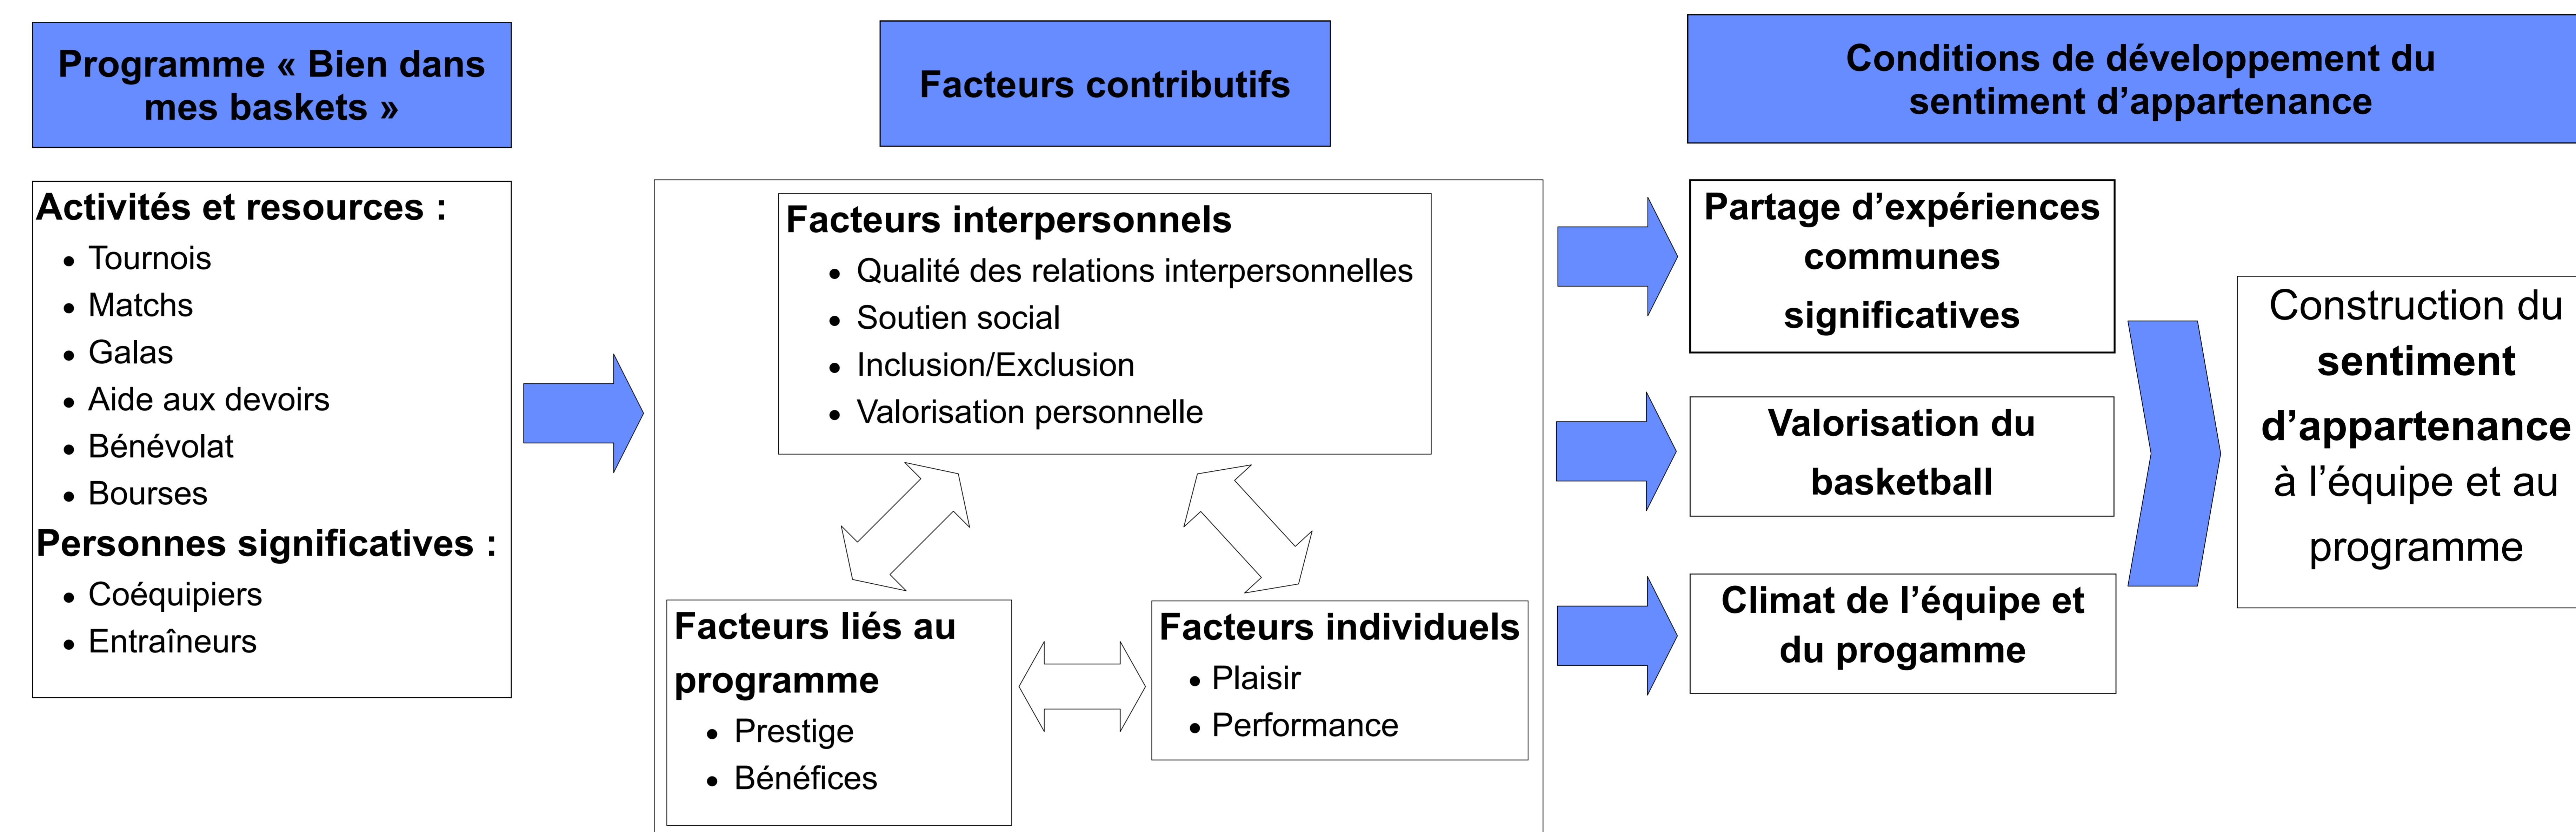 Programme « Bien dans
mes baskets »
Facteurs contributifs
Conditions de développement du
sentiment d’appartenance
Activités et resources :
• Tournois
• Matchs
• Galas
• Aide aux devoirs
• Bénévolat
• Bourses
Personnes significatives :
• Coéquipiers
• Entraîneurs
Facteurs interpersonnels
• Qualité des relations interpersonnelles
• Soutien social
• Inclusion/Exclusion
• Valorisation personnelle
Facteurs liés au
programme
• Prestige
• Bénéfices
Facteurs individuels
• Plaisir
• Performance
Partage d’expériences
communes
significatives
Valorisation du
basketball
Climat de l’équipe et
du progamme
Construction du
sentiment
d’appartenance
à l’équipe et au
programme